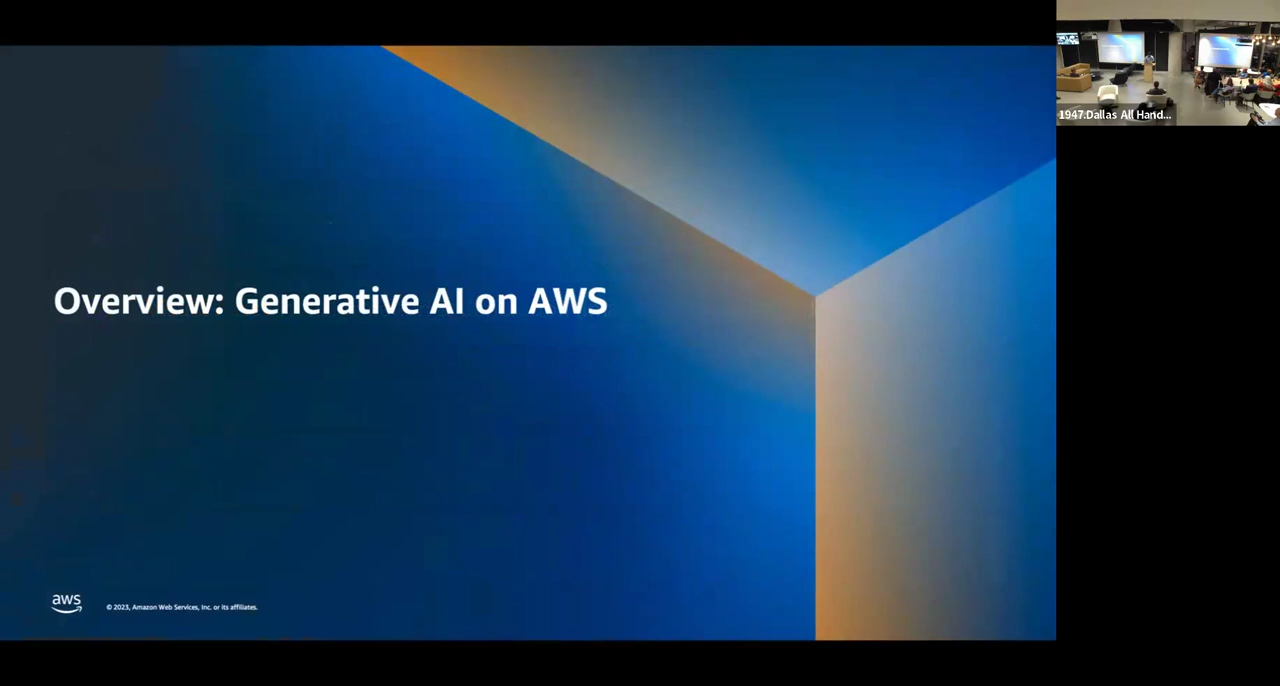 Overview: Generative AI on AWS
aws
© 2023, Amazon Web Services, Inc. or its affiliates.
1947.Dallas All Hand...